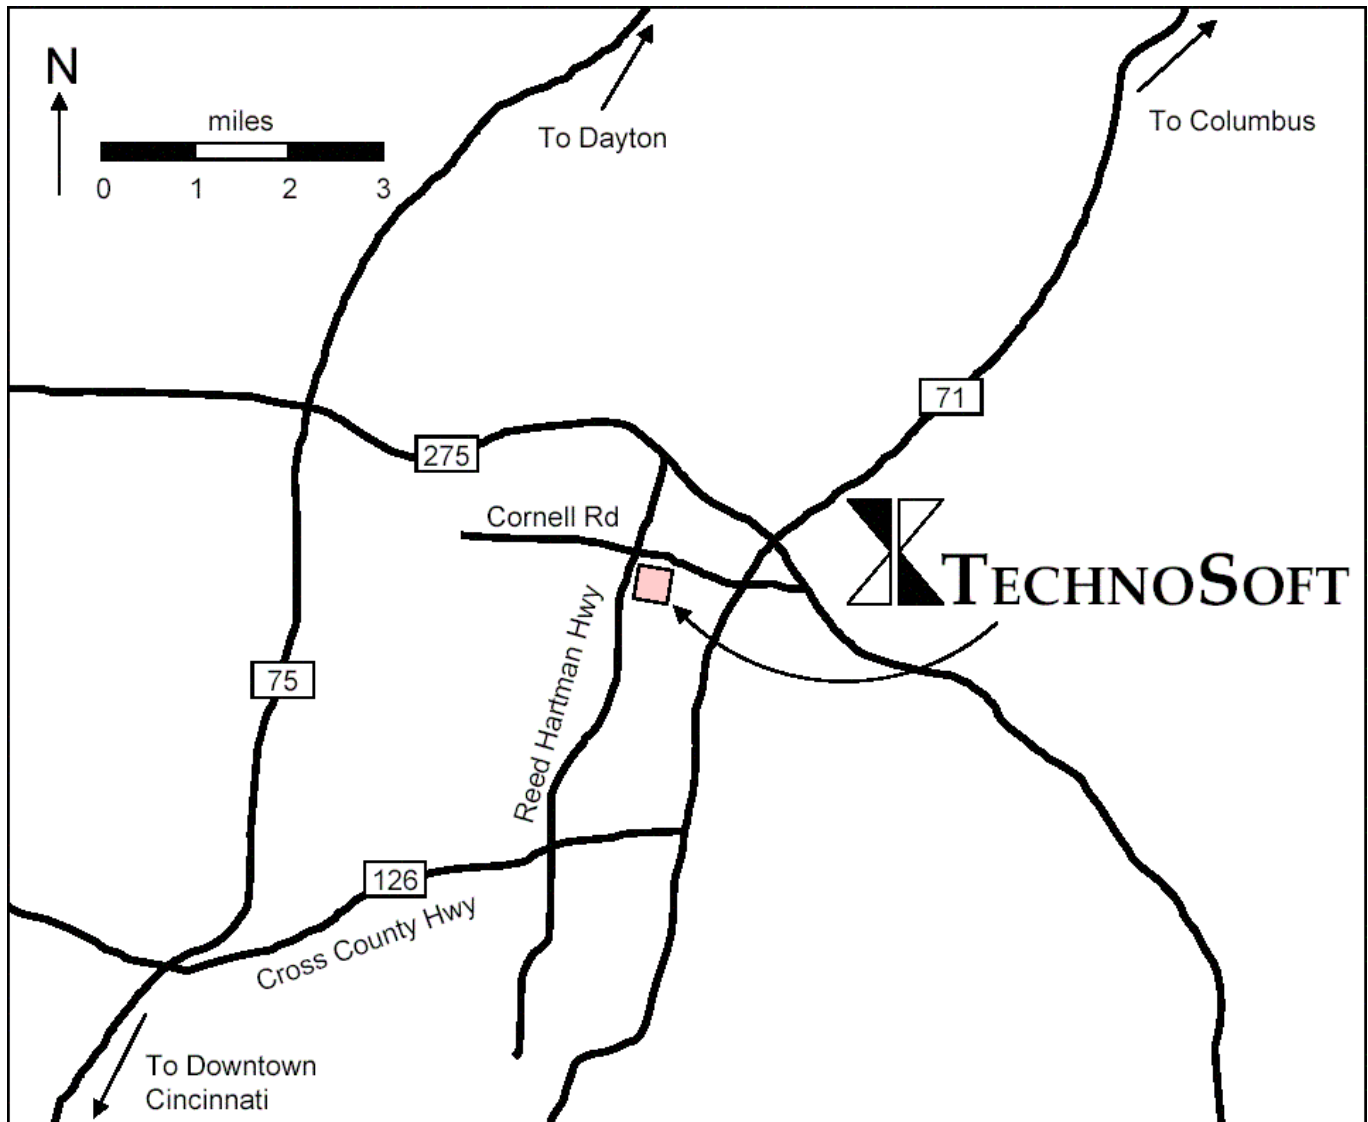 N
miles
0 1 2 3
To Dayton
To Columbus
71
275
Cornell Rd
TECHNOSOFT
Reed Hartman Hwy
75
126
Cross County Hwy
To Downtown
Cincinnati